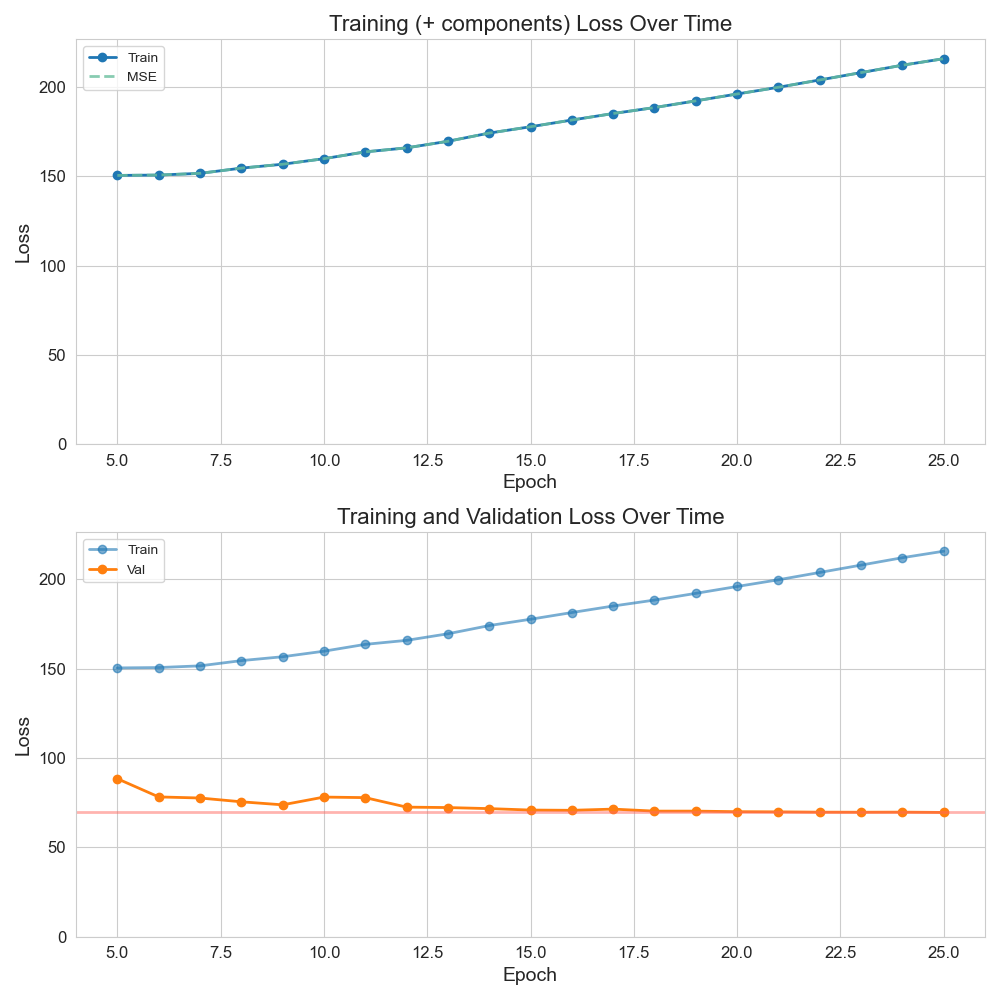 Training (+ components) Loss Over Time
Train
MSE
200
150
100
50
0
Loss
5.0 7.5 10.0 12.5 15.0 17.5 20.0 22.5 25.0
Epoch
Training and Validation Loss Over Time
Train
Val
200
150
100
50
0
Loss
5.0 7.5 10.0 12.5 15.0 17.5 20.0 22.5 25.0
Epoch